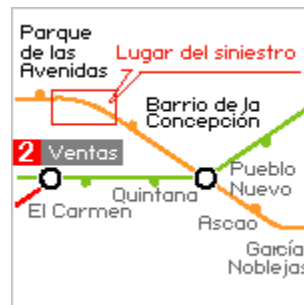 Parque
de las
Avenidas
Lugar del siniestro
Barrio de la
Concepción
2 Ventas
Pueblo
Nuevo
Quintana
El Carmen
Ascao
García
Noblejas